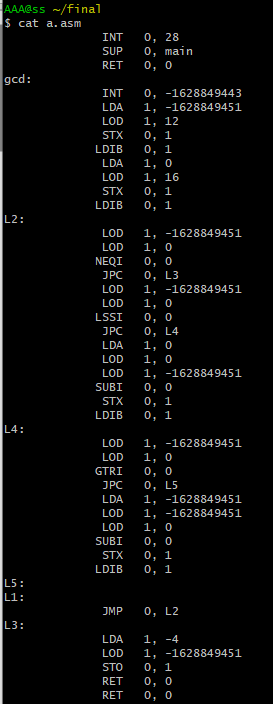 AAA@ss ~/final
$ cat a.asm
INT 0, 28
SUP 0, main
RET 0, 0
gcd:
INT 0, -1628849443
LDA 1, -1628849451
LOD 1, 12
STX 0, 1
LDIB 0, 1
LDA 1, 0
LOD 1, 16
STX 0, 1
LDIB 0, 1
L2:
LOD 1, -1628849451
LOD 1, 0
NEQI 0, 0
JPC 0, L3
LOD 1, -1628849451
LOD 1, 0
LSSI 0, 0
JPC 0, L4
LDA 1, 0
LOD 1, 0
LOD 1, -1628849451
SUBI 0, 0
STX 0, 1
LDIB 0, 1
L4:
LOD 1, -1628849451
LOD 1, 0
GTRI 0, 0
JPC 0, L5
LDA 1, -1628849451
LOD 1, -1628849451
LOD 1, 0
SUBI 0, 0
STX 0, 1
LDIB 0, 1
L5:
L1:
JMP 0, L2
L3:
LDA 1, -4
LOD 1, -1628849451
STO 0, 1
RET 0, 0
RET 0, 0